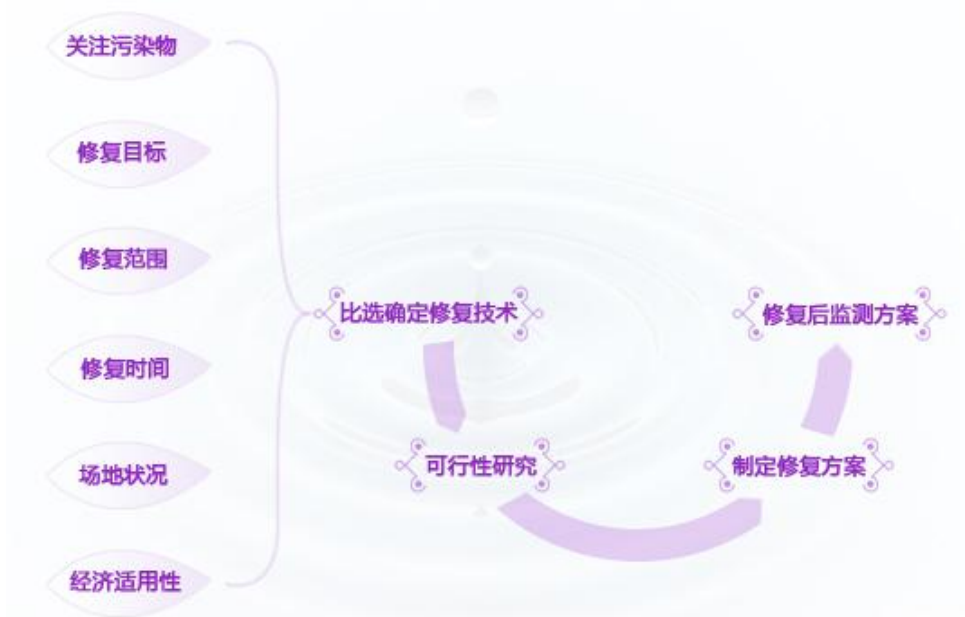 关注污染物
修复目标
修复范围
修复时间
场地状况
经济适用性
比选确定修复技术
可行性研究
制定修复方案
修复后监测方案